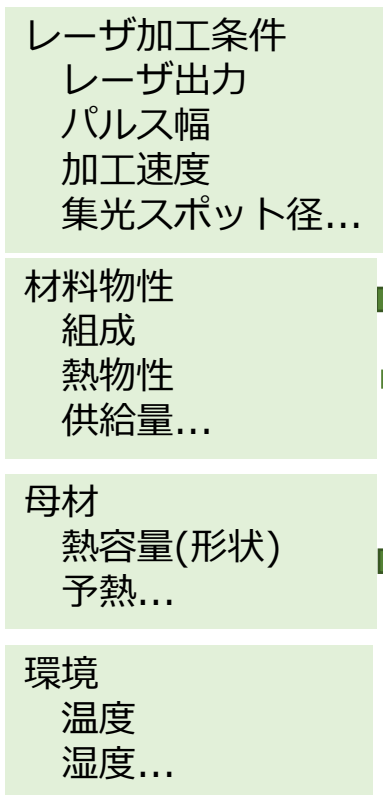 レーザ加工条件
レーザ出力
パルス幅
加工速度
集光スポット径...
材料物性
組成
熱物性
供給量...
母材
熱容量(形状)
予熱...
環境
温度
湿度...